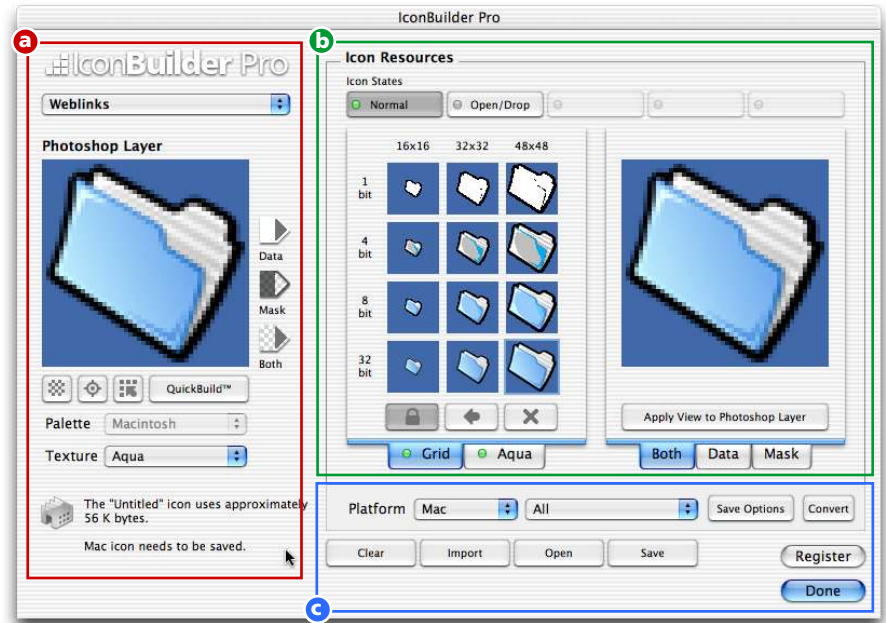 IconBuilder Pro
a
IconBuilder Pro
Weblinks
Photoshop Layer
Data
Mask
Both
QuickBuild™
Palette Macintosh
Texture Aqua
The "Untitled" icon uses approximately
56 K bytes.
Mac icon needs to be saved.
b
Icon Resources
Icon States
Normal Open/Drop
16x16 32x32 48x48
1
bit
4
bit
8
bit
32
bit
Grid Aqua
Apply View to Photoshop Layer
Both Data Mask
c
Platform Mac All Save Options Convert
Clear Import Open Save Register
Done